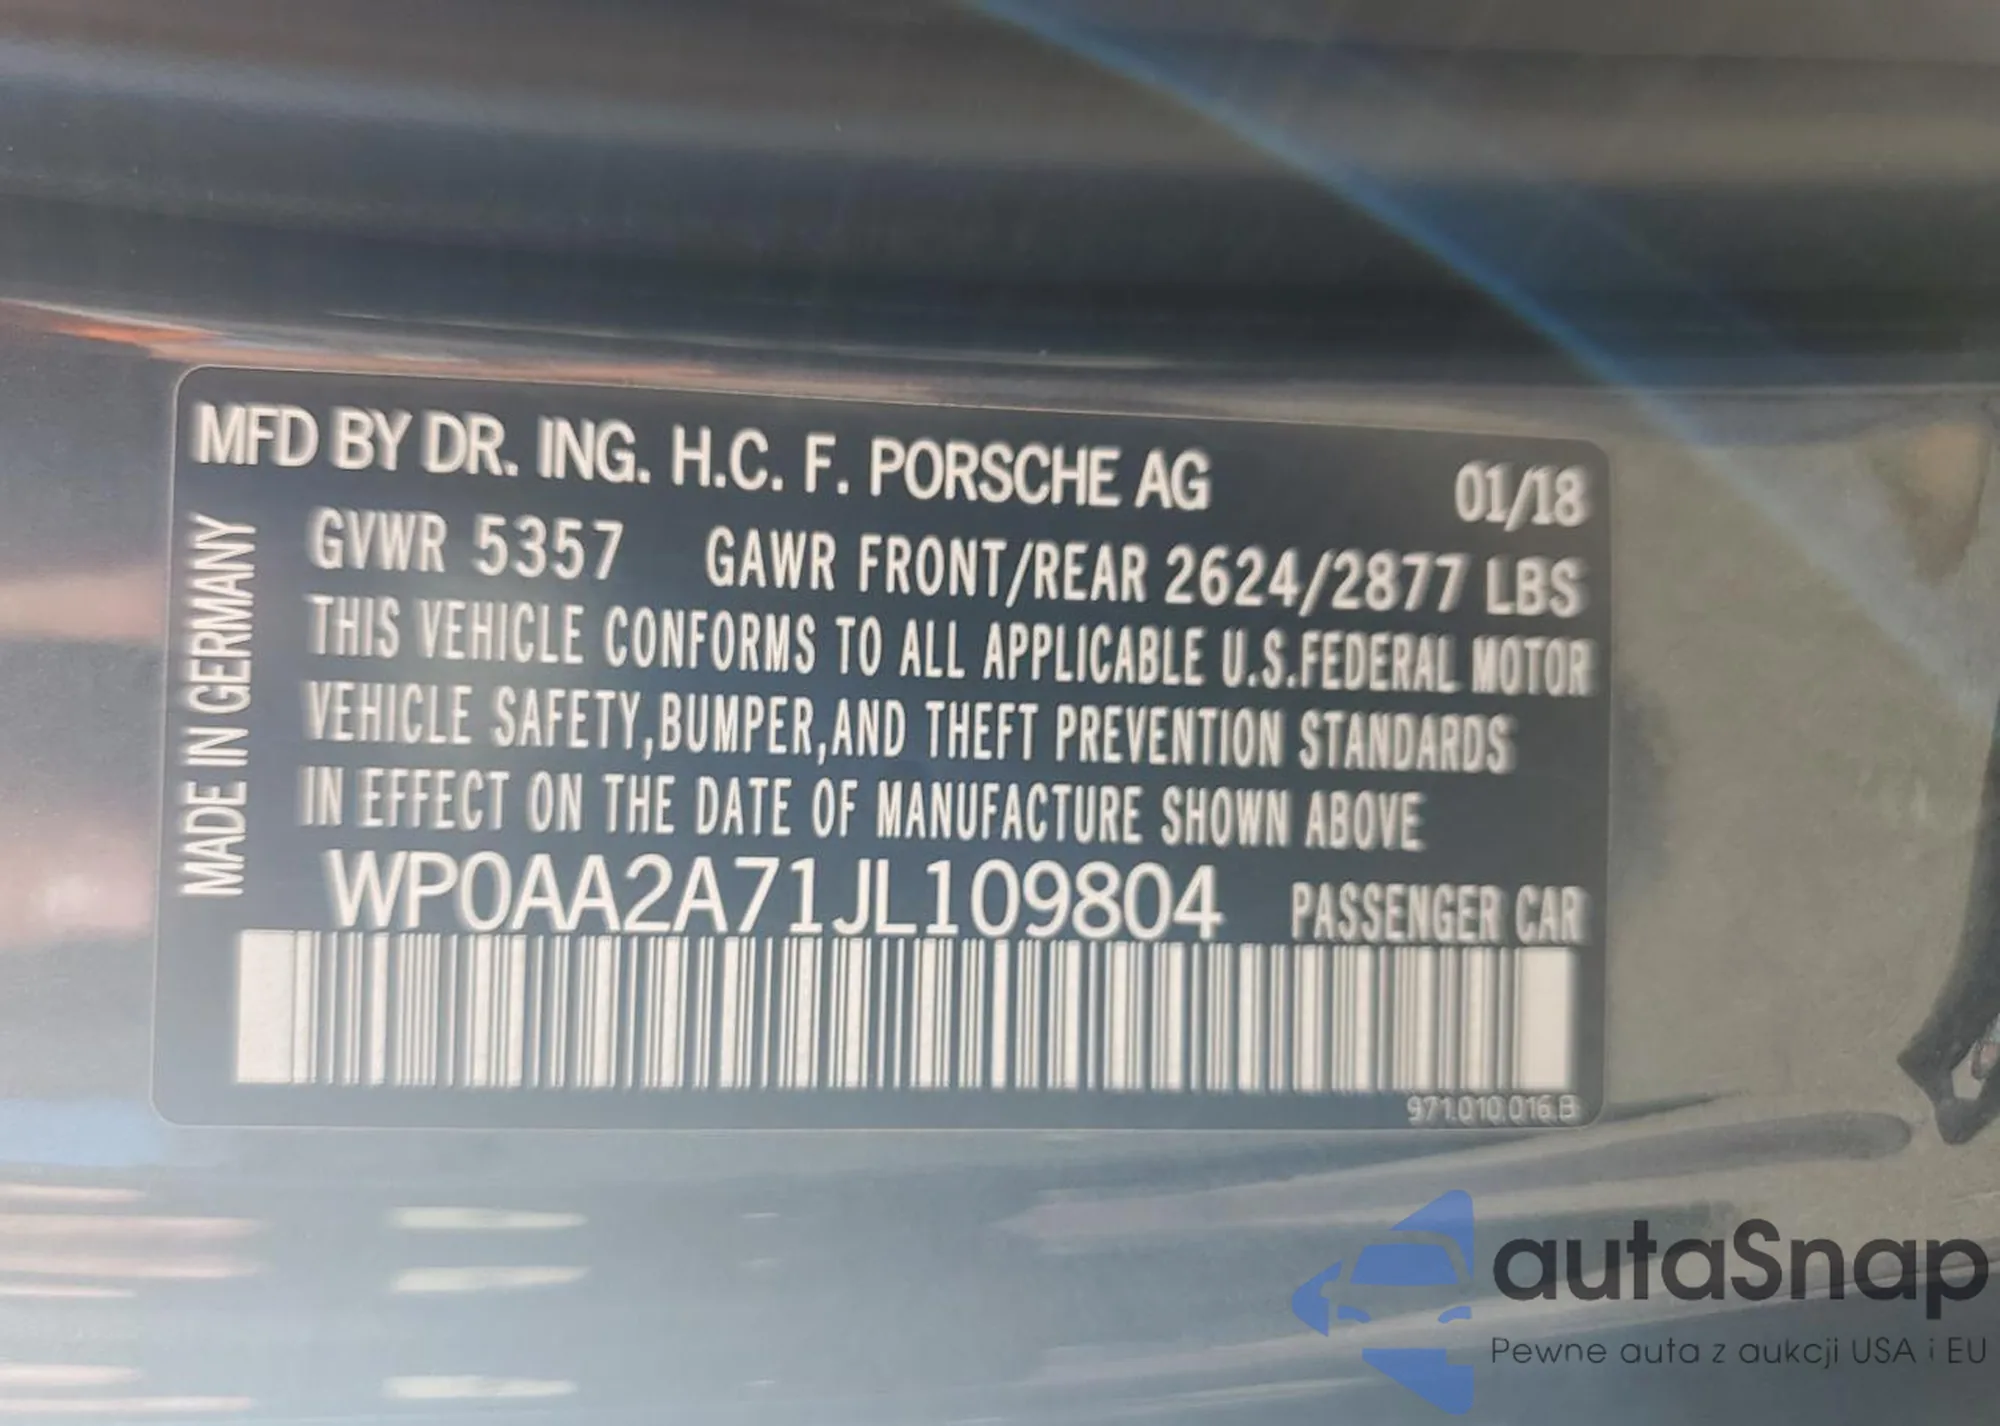 MFD BY DR. ING. H.C. F. PORSCHE AG 01/18
GVWR 5357 GAWR FRONT/REAR 2624/2877 LBS
THIS VEHICLE CONFORMS TO ALL APPLICABLE U.S.FEDERAL MOTOR
VEHICLE SAFETY,BUMPER,AND THEFT PREVENTION STANDARDS
IN EFFECT ON THE DATE OF MANUFACTURE SHOWN ABOVE
WP0AA2A71JL109804 PASSENGER CAR
MADE IN GERMANY
971.010.016.B
autaSnap
Pewne auta z aukcji USA i EU